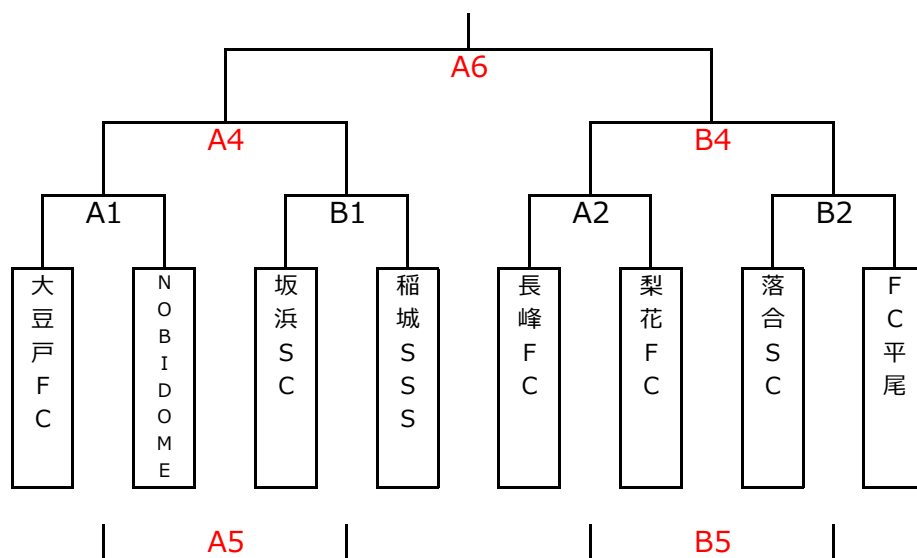 A6
A4
B4
A1
B1
A2
B2
大豆戸FC
NOBIDOME
坂浜SC
稲城SSS
長峰FC
梨花FC
落合SC
FC平尾
A5
B5